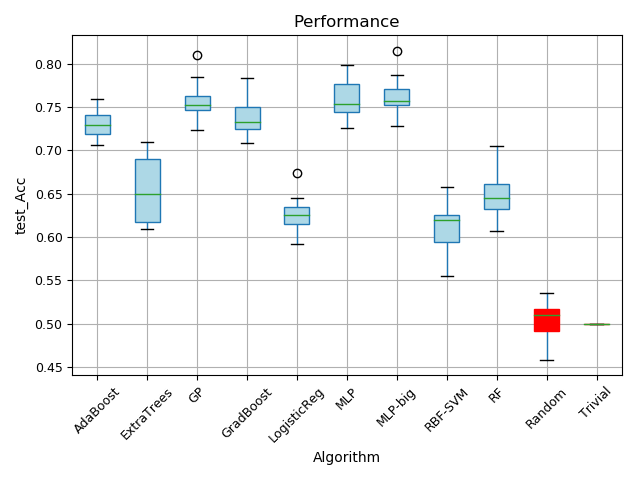 Performance
test_Acc
0.80
0.75
0.70
0.65
0.60
0.55
0.50
0.45
AdaBoost
ExtraTrees
GP
GradBoost
LogisticReg
MLP
MLP-big
RBF-SVM
RF
Random
Trivial
Algorithm